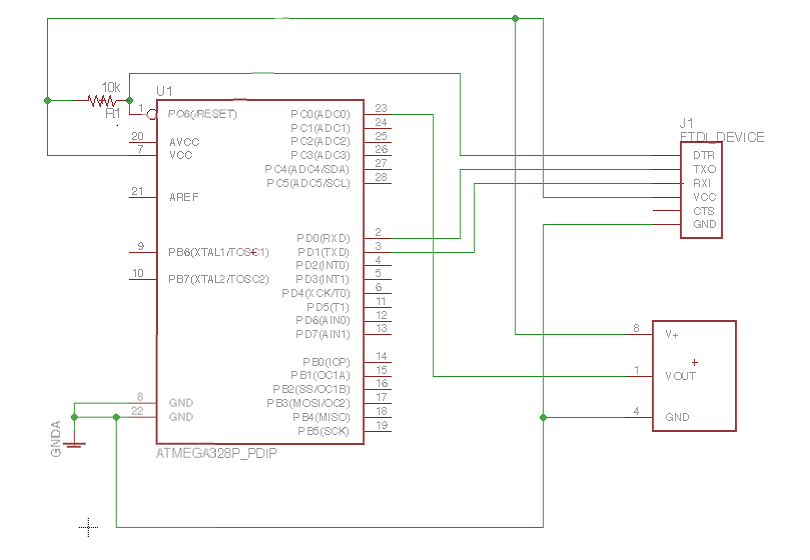 10k
R1
U1
1 PC6(/RESET)
20 AVCC
7 VCC
21 AREF
9 PB6(XTAL1/TOSC1)
10 PB7(XTAL2/TOSC2)
8 GND
22 GND
GNDA
PC0(ADC0) 23
PC1(ADC1) 24
PC2(ADC2) 25
PC3(ADC3) 26
PC4(ADC4/SDA) 27
PC5(ADC5/SCL) 28
PD0(RXD) 2
PD1(TXD) 3
PD2(INT0) 4
PD3(INT1) 5
PD4(XCK/T0) 6
PD5(T1) 11
PD6(AIN0) 12
PD7(AIN1) 13
PB0(ICP) 14
PB1(OC1A) 15
PB2(SS/OC1B) 16
PB3(MOSI/OC2) 17
PB4(MISO) 18
PB5(SCK) 19
ATMEGA328P_PDIP
J1
FTDI_DEVICE
DTR
TXO
RXI
VCC
CTS
GND
8 V+
1 VOUT
4 GND